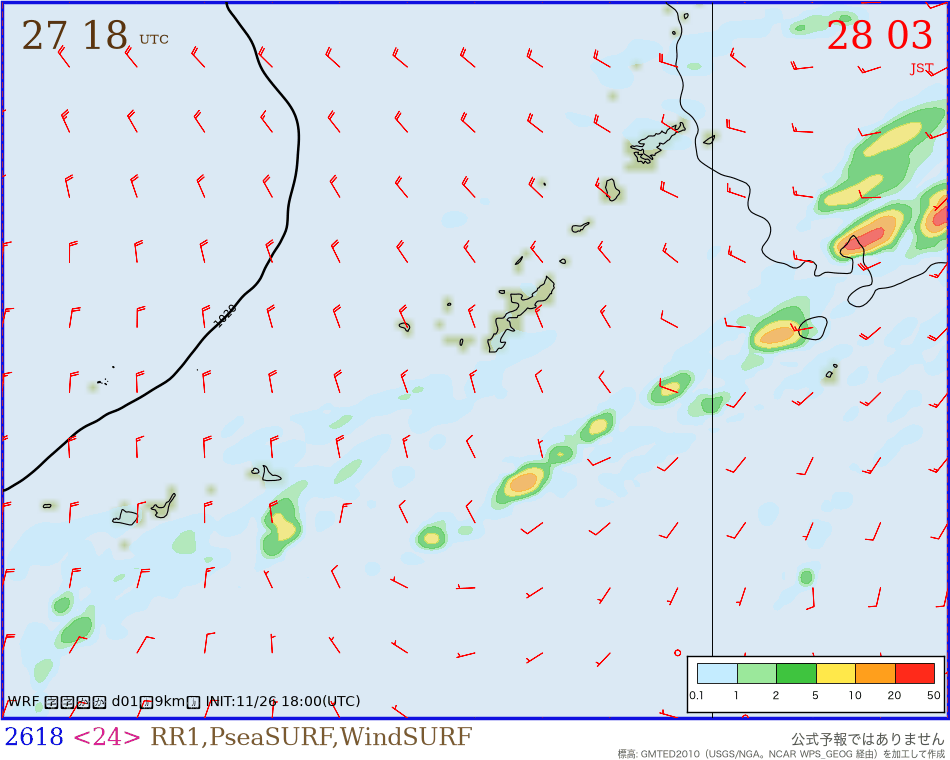 27 18 UTC
28 03
JST
1020
WRF d01 9km INIT:11/26 18:00(UTC)
0.1 1 2 5 10 20 50
2618 <24> RR1,PseaSURF,WindSURF
公式予報ではありません
標高: GMTED2010（USGS/NGA。NCAR WPS_GEOG 経由）を加工して作成